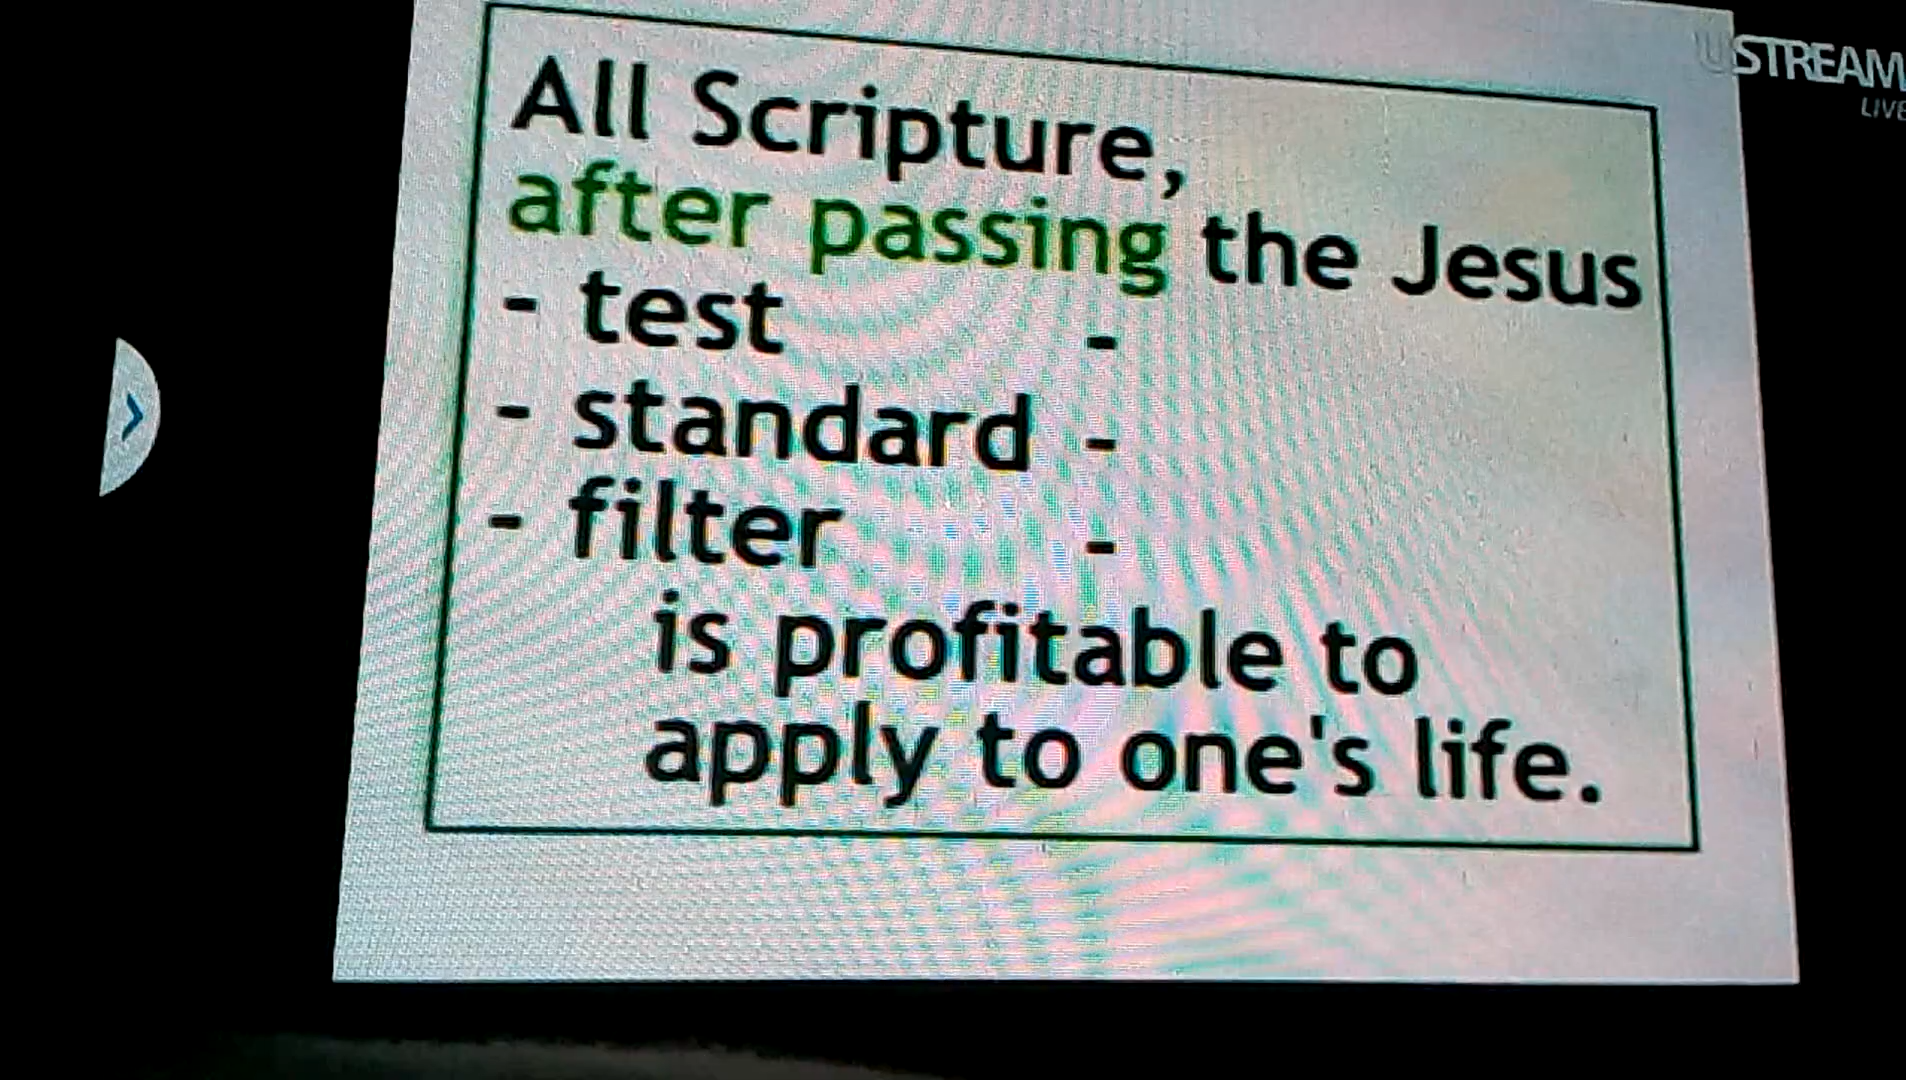 USTREAM
LIVE
All Scripture,
after passing the Jesus
- test -
- standard -
- filter -
is profitable to
apply to one's life.